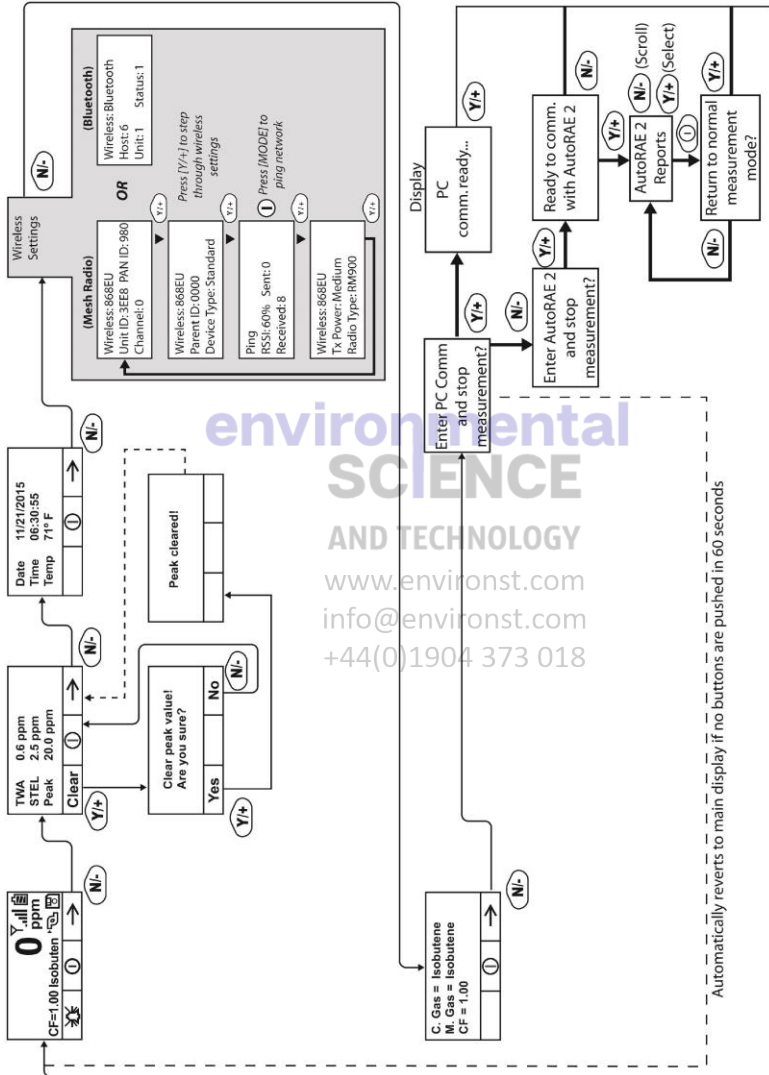 0 ppm
CF=1.00 Isobuten
N/-
TWA 0.6 ppm
STEL 2.5 ppm
Peak 20.0 ppm
Clear
Y/+
N/-
Clear peak value!
Are you sure?
Yes No
Y/+
N/-
Peak cleared!
Date 11/21/2015
Time 06:30:55
Temp 71° F
N/-
Wireless
Settings
N/-
(Mesh Radio)
Wireless: 868EU
Unit ID: 3EE8 PAN ID: 980
Channel: 0
Y/+
Wireless: 868EU
Parent ID: 0000
Device Type: Standard
Y/+
Ping
RSSI: 60% Sent: 0
Received: 8
Y/+
Wireless: 868EU
Tx Power: Medium
Radio Type: RM900
Y/+
OR
(Bluetooth)
Wireless: Bluetooth
Host: 6
Unit: 1 Status: 1
Press [Y/+] to step
through wireless
settings
Press [MODE] to
ping network
C. Gas = Isobutene
M. Gas = Isobutene
CF = 1.00
N/-
Enter PC Comm
and stop
measurement?
Y/+
N/-
Display
PC
comm. ready...
Y/+
Enter AutoRAE 2
and stop
measurement?
Y/+
Ready to comm.
with AutoRAE 2
N/-
Y/+
AutoRAE 2
Reports
N/- (Scroll)
Y/+ (Select)
Return to normal
measurement
mode?
N/-
Y/+
Automatically reverts to main display if no buttons are pushed in 60 seconds
environmental
SCIENCE
AND TECHNOLOGY
www.environst.com
info@environst.com
+44(0)1904 373 018